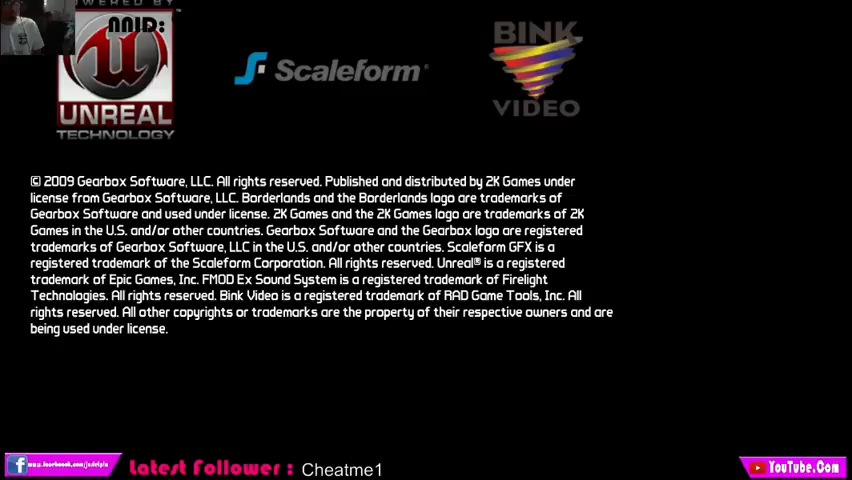 POWERED BY
NNID:
UNREAL
TECHNOLOGY
™
Scaleform®
BINK
VIDEO
© 2009 Gearbox Software, LLC. All rights reserved. Published and distributed by 2K Games under
license from Gearbox Software, LLC. Borderlands and the Borderlands logo are trademarks of
Gearbox Software and used under license. 2K Games and the 2K Games logo are trademarks of 2K
Games in the U.S. and/or other countries. Gearbox Software and the Gearbox logo are registered
trademarks of Gearbox Software, LLC in the U.S. and/or other countries. Scaleform GFX is a
registered trademark of the Scaleform Corporation. All rights reserved. Unreal® is a registered
trademark of Epic Games, Inc. FMOD Ex Sound System is a registered trademark of Firelight
Technologies. All rights reserved. Bink Video is a registered trademark of RAD Game Tools, Inc. All
rights reserved. All other copyrights or trademarks are the property of their respective owners and are
being used under license.
Latest Follower : Cheatme1
YouTube.Com